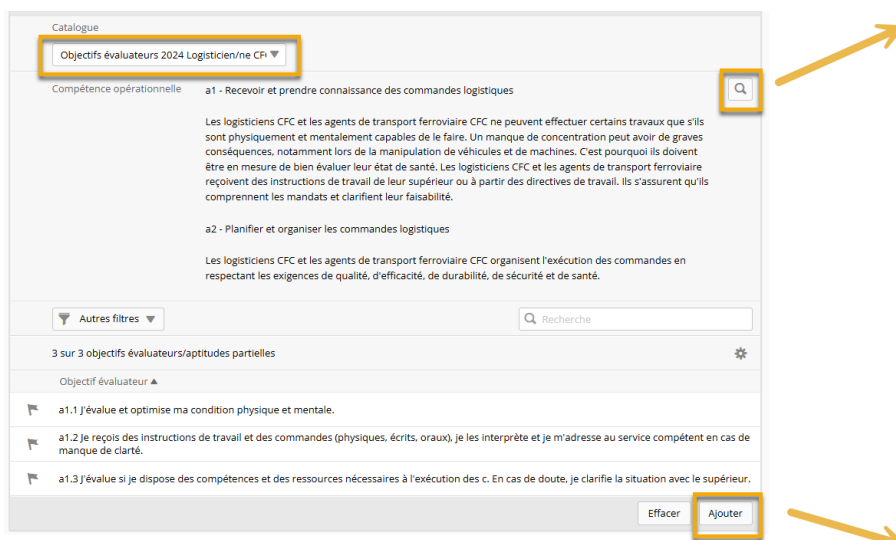 Catalogue
Objectifs évaluateurs 2024 Logisticien/ne CF
Compétence opérationnelle
a1 - Recevoir et prendre connaissance des commandes logistiques
Les logisticiens CFC et les agents de transport ferroviaire CFC ne peuvent effectuer certains travaux que s'ils
sont physiquement et mentalement capables de le faire. Un manque de concentration peut avoir de graves
conséquences, notamment lors de la manipulation de véhicules et de machines. C'est pourquoi ils doivent
être en mesure de bien évaluer leur état de santé. Les logisticiens CFC et les agents de transport ferroviaire
reçoivent des instructions de travail de leur supérieur ou à partir des directives de travail. Ils s'assurent qu'ils
comprennent les mandats et clarifient leur faisabilité.
a2 - Planifier et organiser les commandes logistiques
Les logisticiens CFC et les agents de transport ferroviaire CFC organisent l'exécution des commandes en
respectant les exigences de qualité, d'efficacité, de durabilité, de sécurité et de santé.
Autres filtres
Recherche
3 sur 3 objectifs évaluateurs/aptitudes partielles
Objectif évaluateur
a1.1 J'évalue et optimise ma condition physique et mentale.
a1.2 Je reçois des instructions de travail et des commandes (physiques, écrits, oraux), je les interprète et je m'adresse au service compétent en cas de
manque de clarté.
a1.3 J'évalue si je dispose des compétences et des ressources nécessaires à l'exécution des c. En cas de doute, je clarifie la situation avec le supérieur.
Effacer
Ajouter